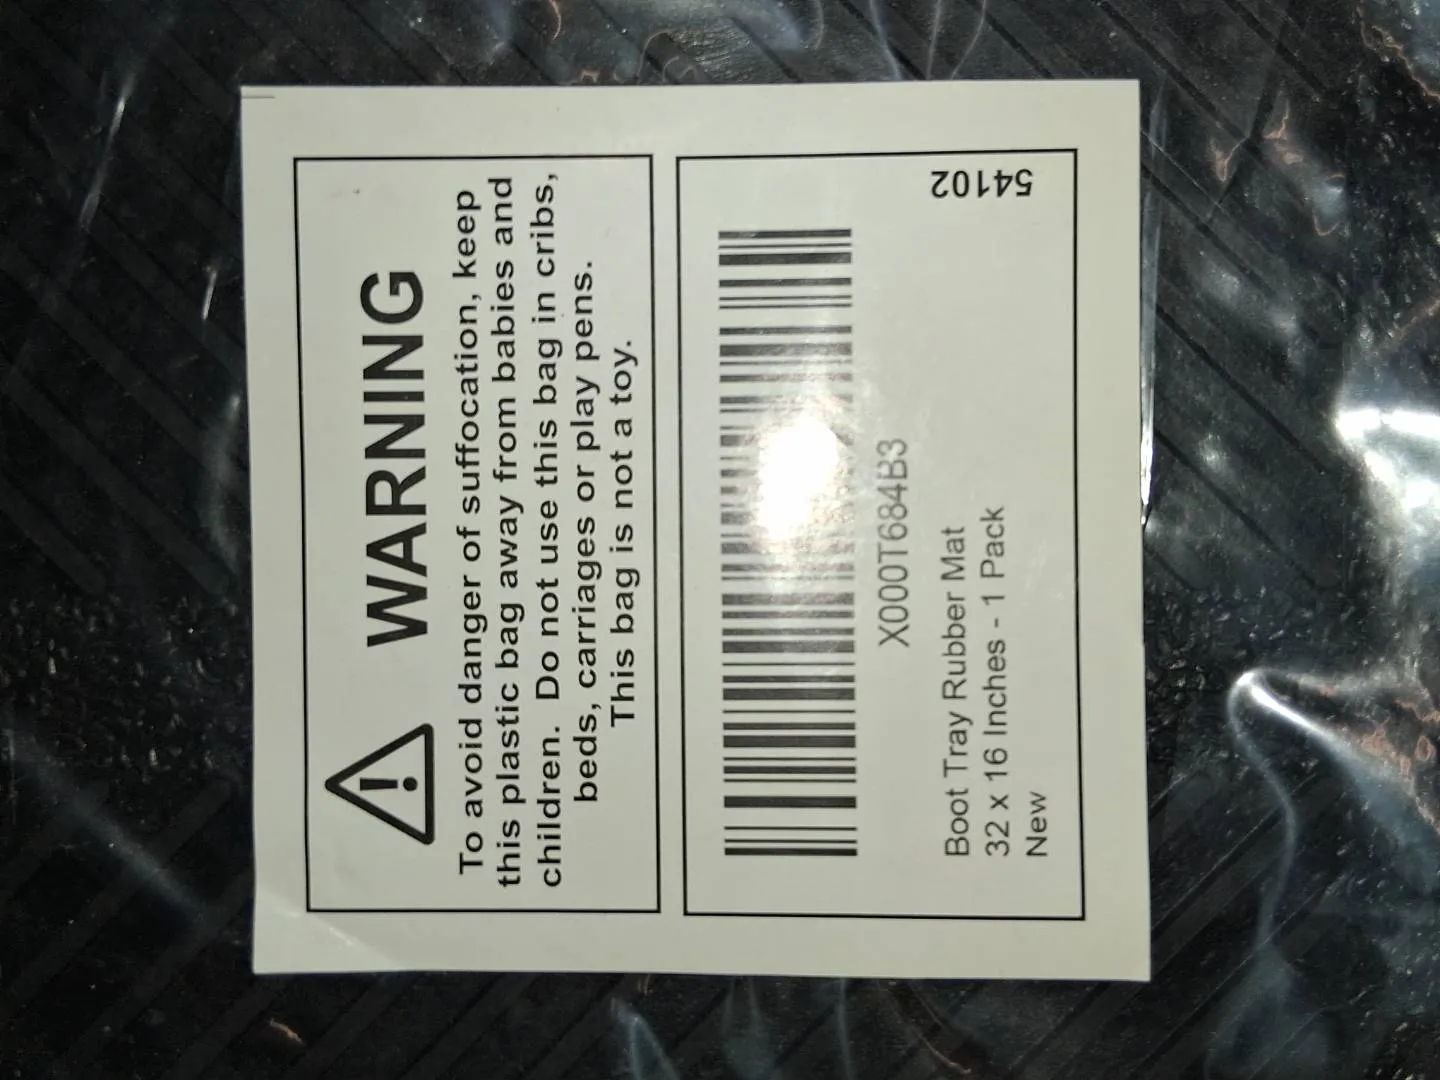 WARNING
To avoid danger of suffocation, keep
this plastic bag away from babies and
children. Do not use this bag in cribs,
beds, carriages or play pens.
This bag is not a toy.
X000T684B3
Boot Tray Rubber Mat
32 x 16 Inches - 1 Pack
New
54102